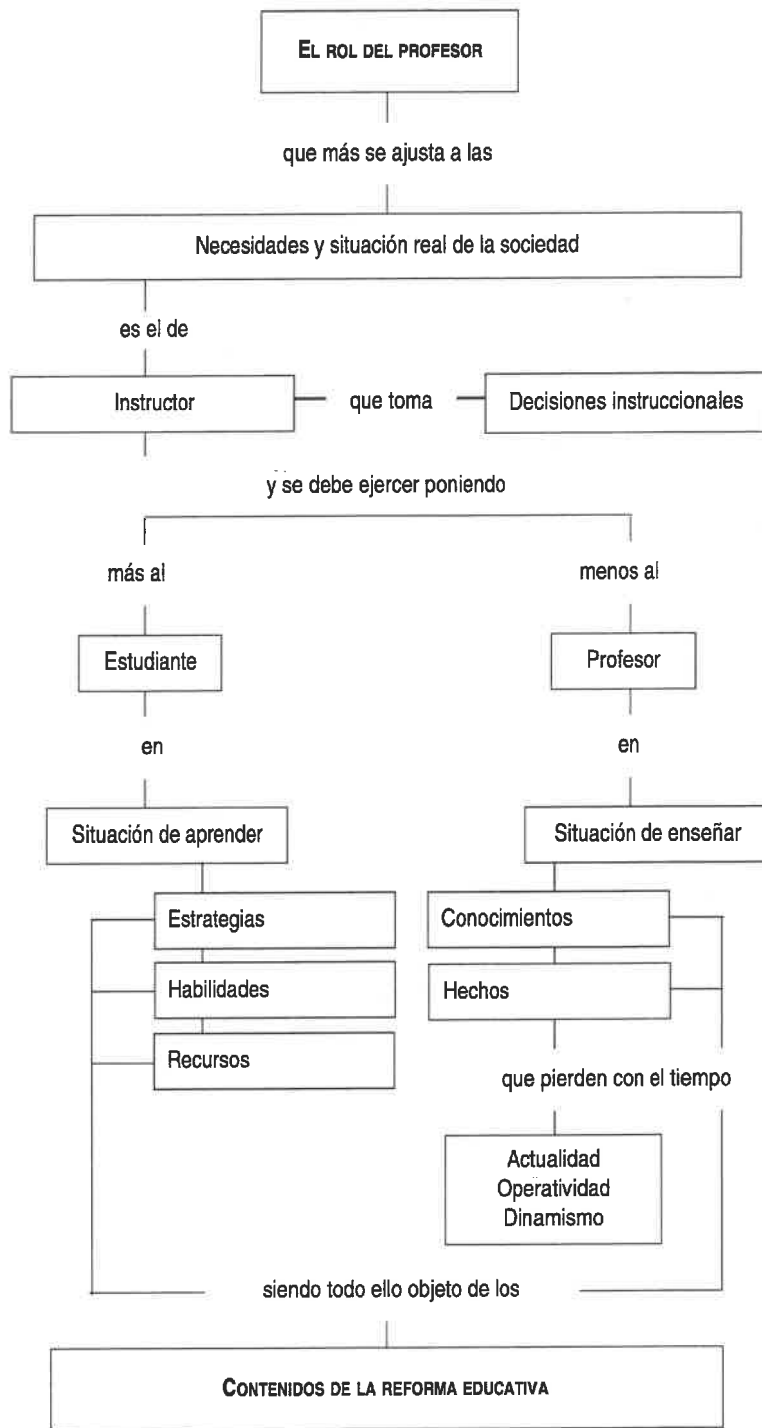 EL ROL DEL PROFESOR
que más se ajusta a las
Necesidades y situación real de la sociedad
es el de
Instructor
que toma
Decisiones instruccionales
y se debe ejercer poniendo
más al
menos al
Estudiante
Profesor
en
en
Situación de aprender
Situación de enseñar
Estrategias
Conocimientos
Habilidades
Hechos
Recursos
que pierden con el tiempo
Actualidad
Operatividad
Dinamismo
siendo todo ello objeto de los
CONTENIDOS DE LA REFORMA EDUCATIVA